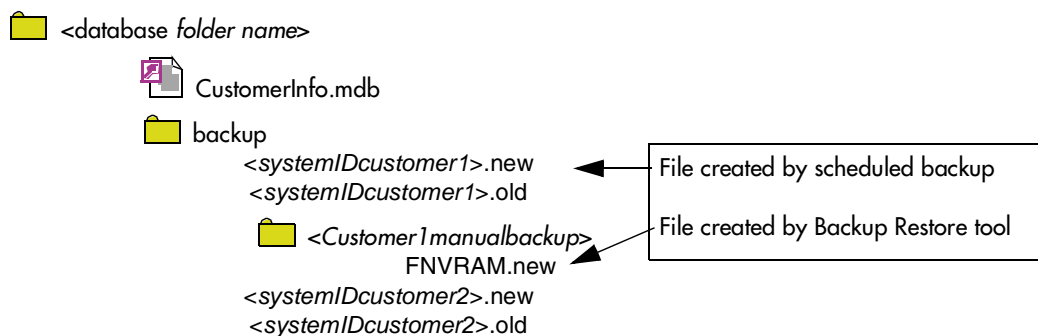 <database folder name>
CustomerInfo.mdb
backup
<systemIDcustomer1>.new
<systemIDcustomer1>.old
<Customer1manualbackup>
FNVRAM.new
<systemIDcustomer2>.new
<systemIDcustomer2>.old
File created by scheduled backup
File created by Backup Restore tool